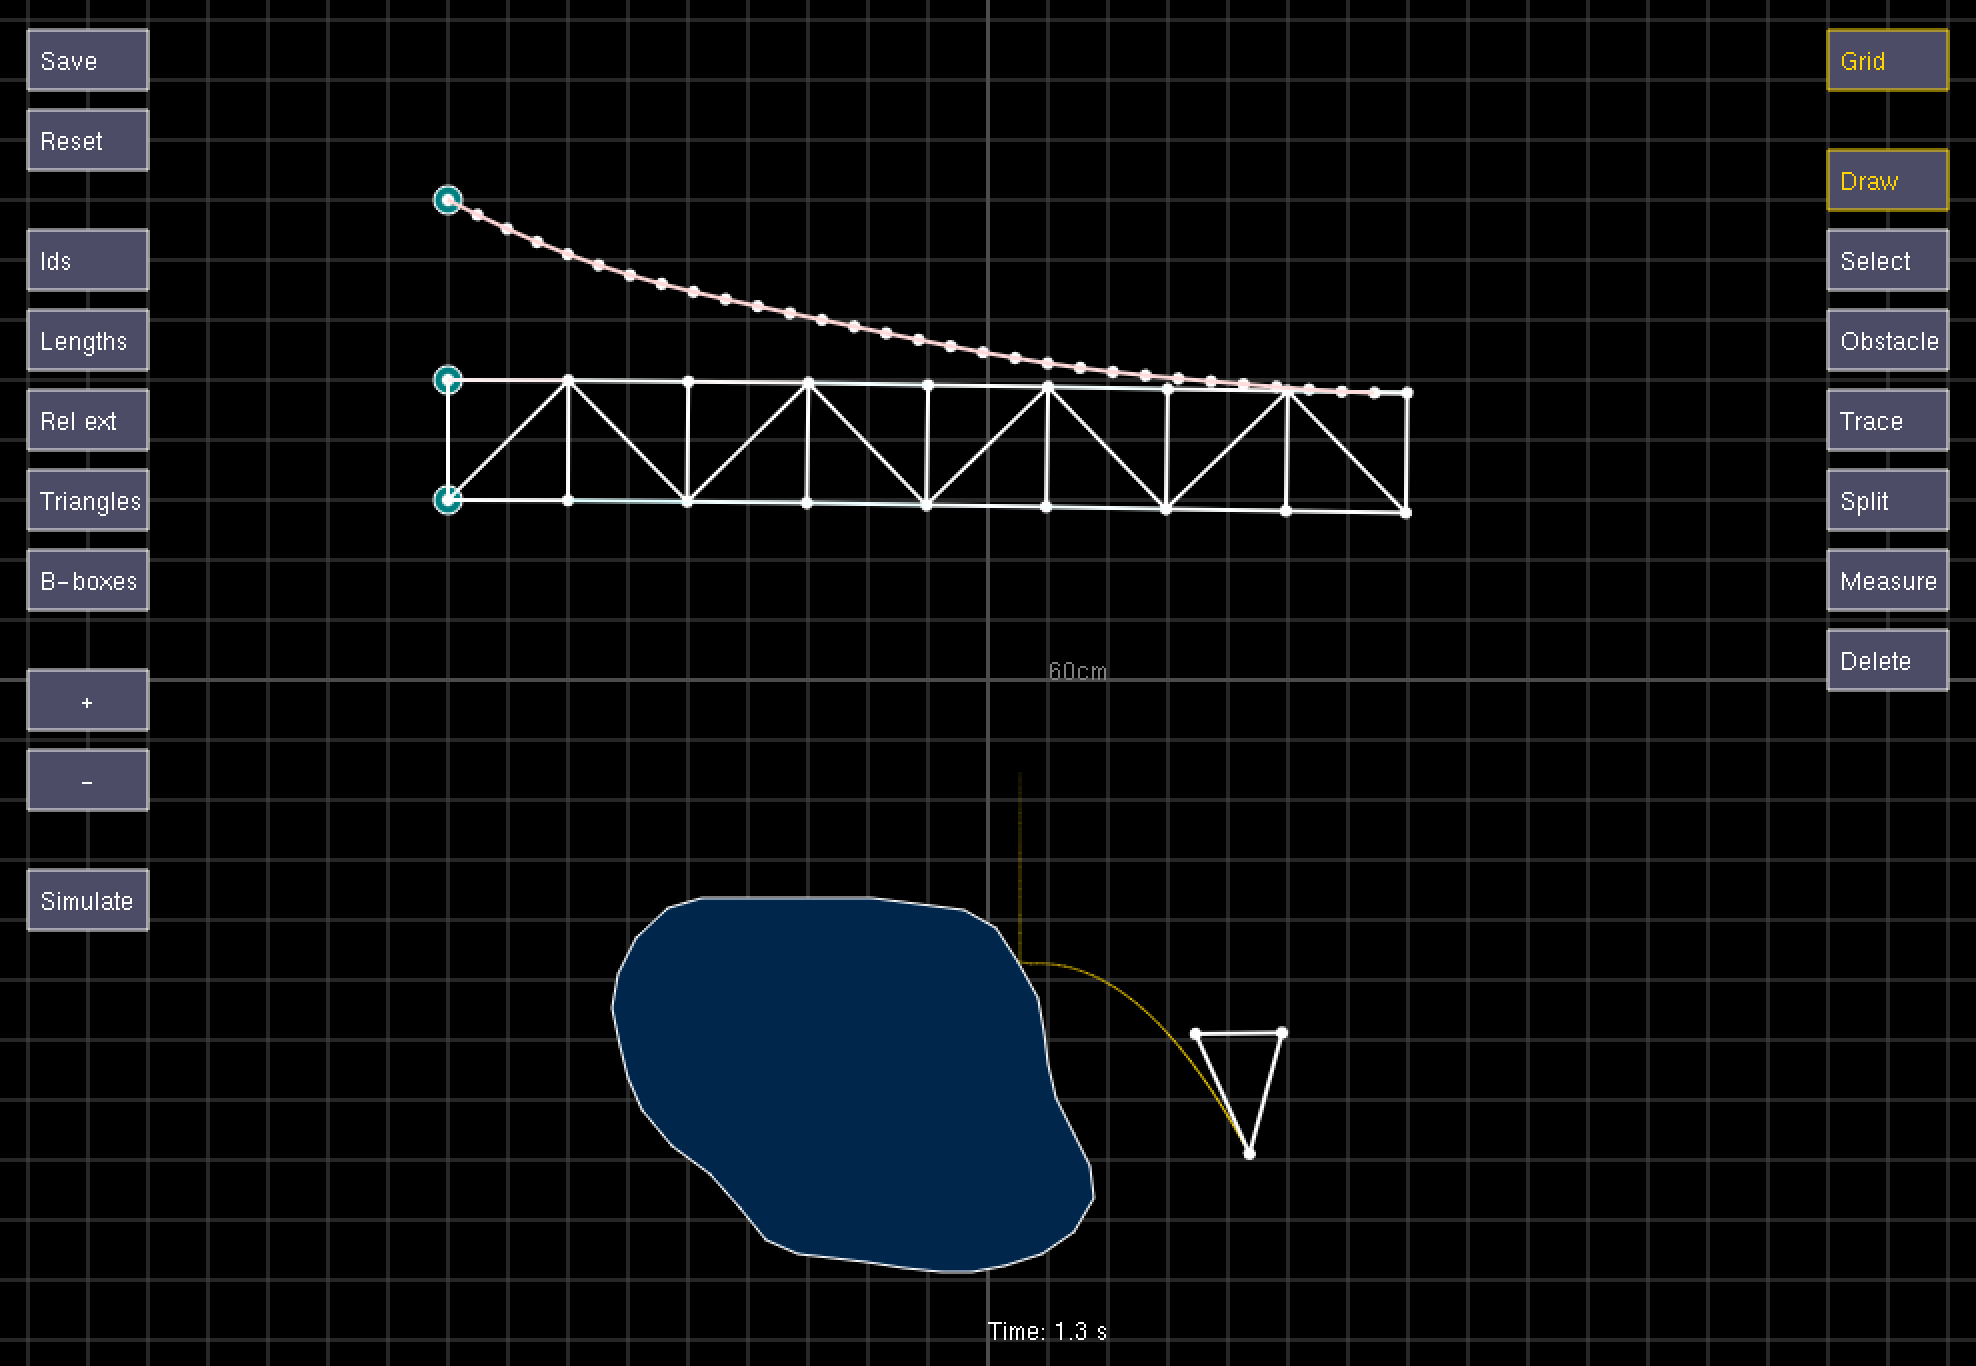 Save
Reset
Ids
Lengths
Rel ext
Triangles
B-boxes
+
-
Simulate
60cm
Time: 1.3 s
Grid
Draw
Select
Obstacle
Trace
Split
Measure
Delete